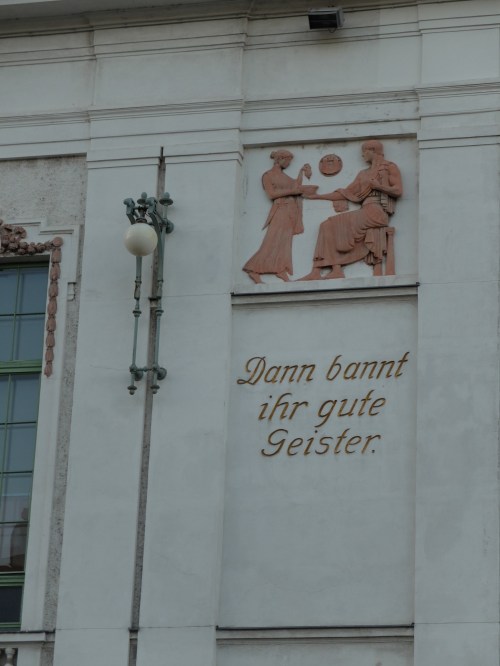 Dann bannt
ihr gute
Geister.